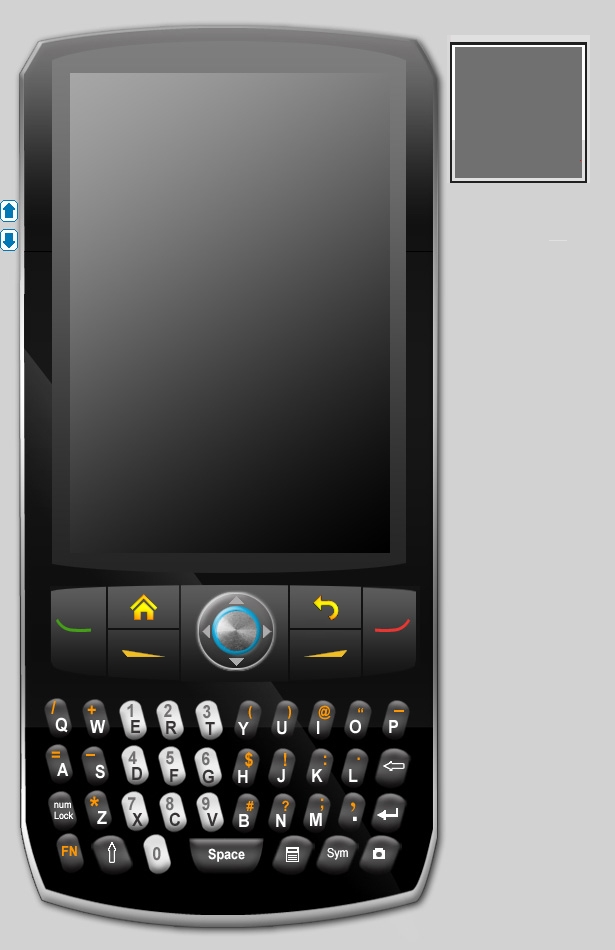 / Q + W 1 E 2 R 3 T ( Y ) U @ I “ O – P
= A – S 4 D 5 F 6 G $ H ! J : K . L
num Lock * Z 7 X 8 C 9 V # B ? N ; M , .
FN 0 Space Sym